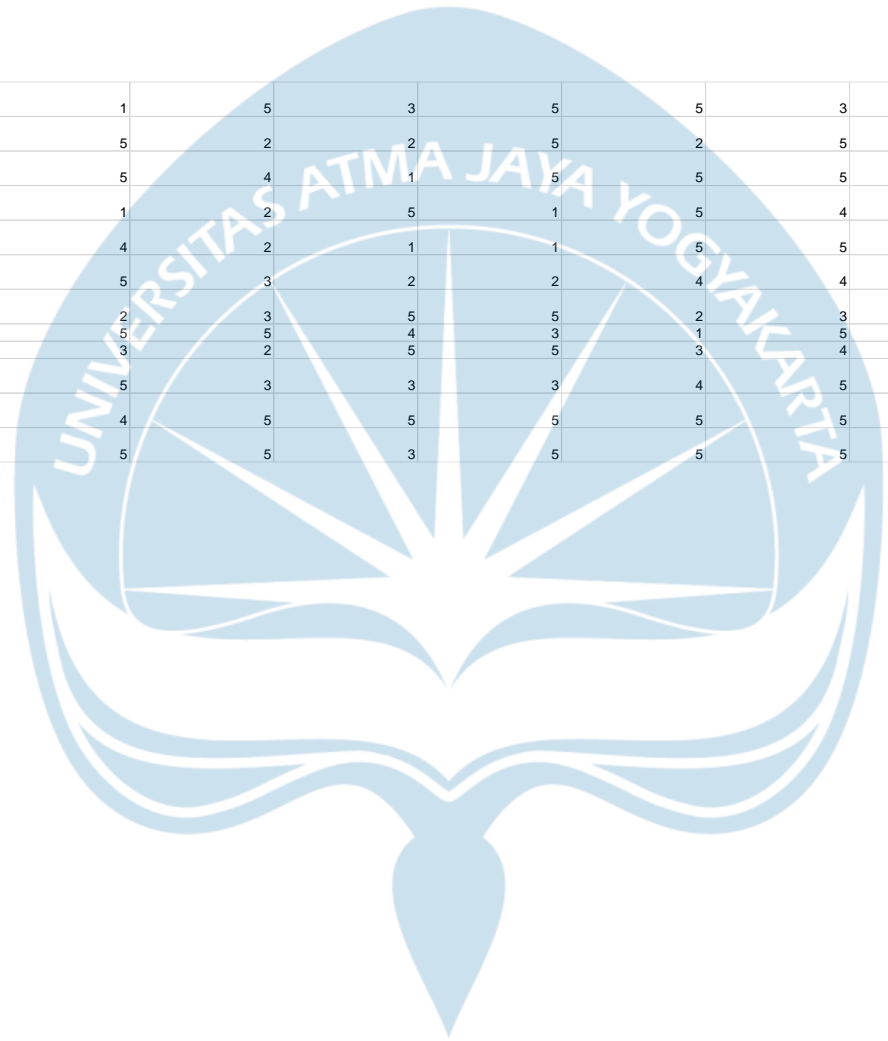 1 5 3 5 5 3
5 2 2 5 2 5
5 4 1 5 5 5
1 2 5 1 5 4
4 2 1 1 5 5
5 3 2 2 4 4
2 3 5 5 2 3
5 5 4 3 1 5
3 2 5 5 3 4
5 3 3 3 4 5
4 5 5 5 5 5
5 5 3 5 5 5
UNIVERSITAS ATMA JAYA YOGYAKARTA